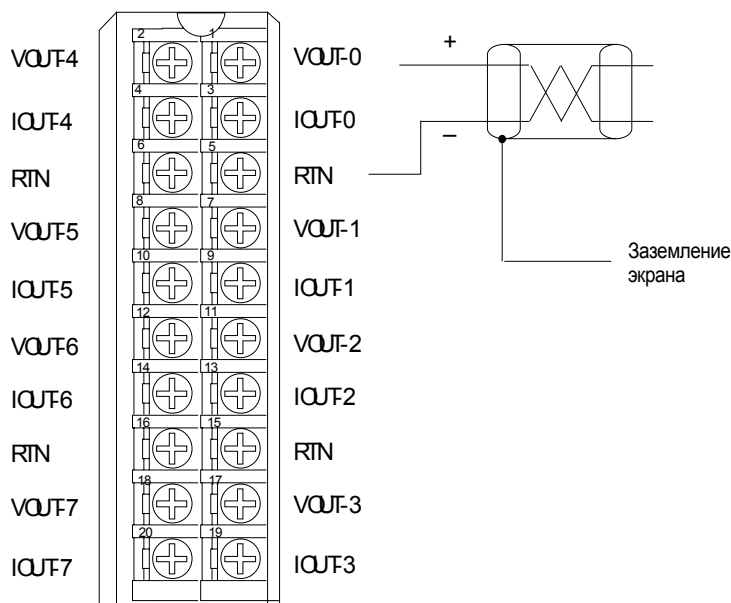 2 1
VOUT-4 VOUT-0 +
4 3
IOUT-4 IOUT-0
6 5 –
RTN RTN
8 7
VOUT-5 VOUT-1
Заземление
экрана
10 9
IOUT-5 IOUT-1
12 11
VOUT-6 VOUT-2
14 13
IOUT-6 IOUT-2
16 15
RTN RTN
18 17
VOUT-7 VOUT-3
20 19
IOUT-7 IOUT-3